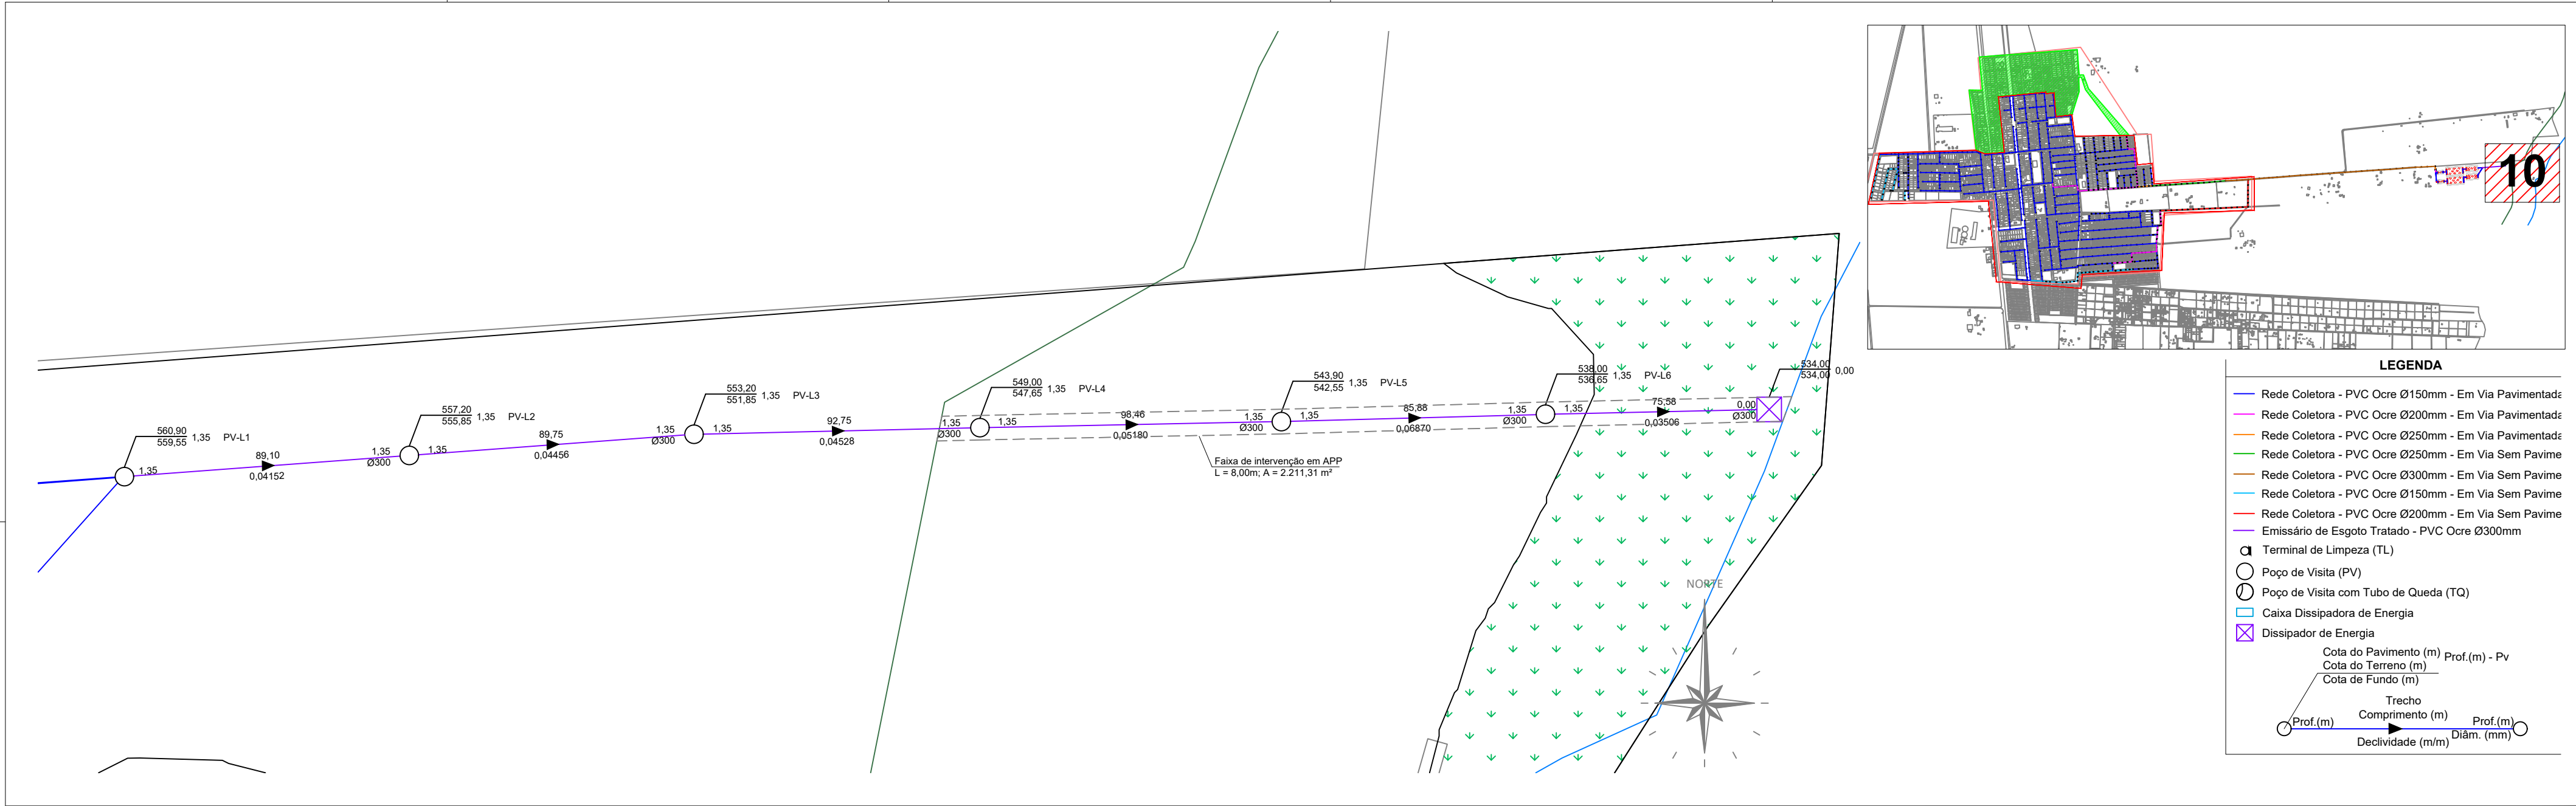 10
560,90
559,55
1,35 PV-L1
1,35
89,10
0,04152
557,20
555,85
1,35 PV-L2
1,35
Ø300
1,35
89,75
0,04456
553,20
551,85
1,35 PV-L3
1,35
Ø300
1,35
92,75
0,04528
549,00
547,65
1,35 PV-L4
1,35
Ø300
1,35
98,46
0,05180
543,90
542,55
1,35 PV-L5
1,35
Ø300
1,35
85,88
0,06870
538,00
536,65
1,35 PV-L6
1,35
Ø300
1,35
75,58
0,03506
534,00
534,00
0,00
0,00
Ø300
Faixa de intervenção em APP
L = 8,00m; A = 2.211,31 m²
NORTE
LEGENDA
Rede Coletora - PVC Ocre Ø150mm - Em Via Pavimentada
Rede Coletora - PVC Ocre Ø200mm - Em Via Pavimentada
Rede Coletora - PVC Ocre Ø250mm - Em Via Pavimentada
Rede Coletora - PVC Ocre Ø250mm - Em Via Sem Pavime
Rede Coletora - PVC Ocre Ø300mm - Em Via Sem Pavime
Rede Coletora - PVC Ocre Ø150mm - Em Via Sem Pavime
Rede Coletora - PVC Ocre Ø200mm - Em Via Sem Pavime
Emissário de Esgoto Tratado - PVC Ocre Ø300mm
Terminal de Limpeza (TL)
Poço de Visita (PV)
Poço de Visita com Tubo de Queda (TQ)
Caixa Dissipadora de Energia
Dissipador de Energia
Cota do Pavimento (m)
Cota do Terreno (m)
Cota de Fundo (m)
Prof.(m) - Pv
Trecho
Comprimento (m)
Prof.(m)
Prof.(m)
Declividade (m/m)
Diâm. (mm)